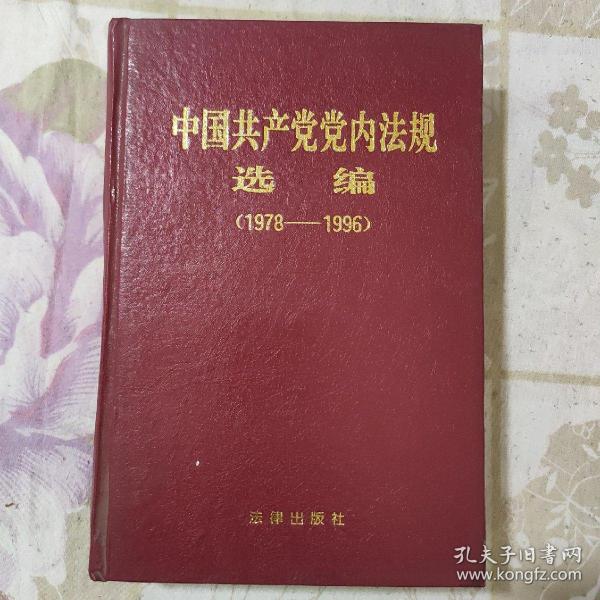 中国共产党党内法规
选 编
(1978——1996)
法律出版社
孔夫子旧书网
www.kongfz.com